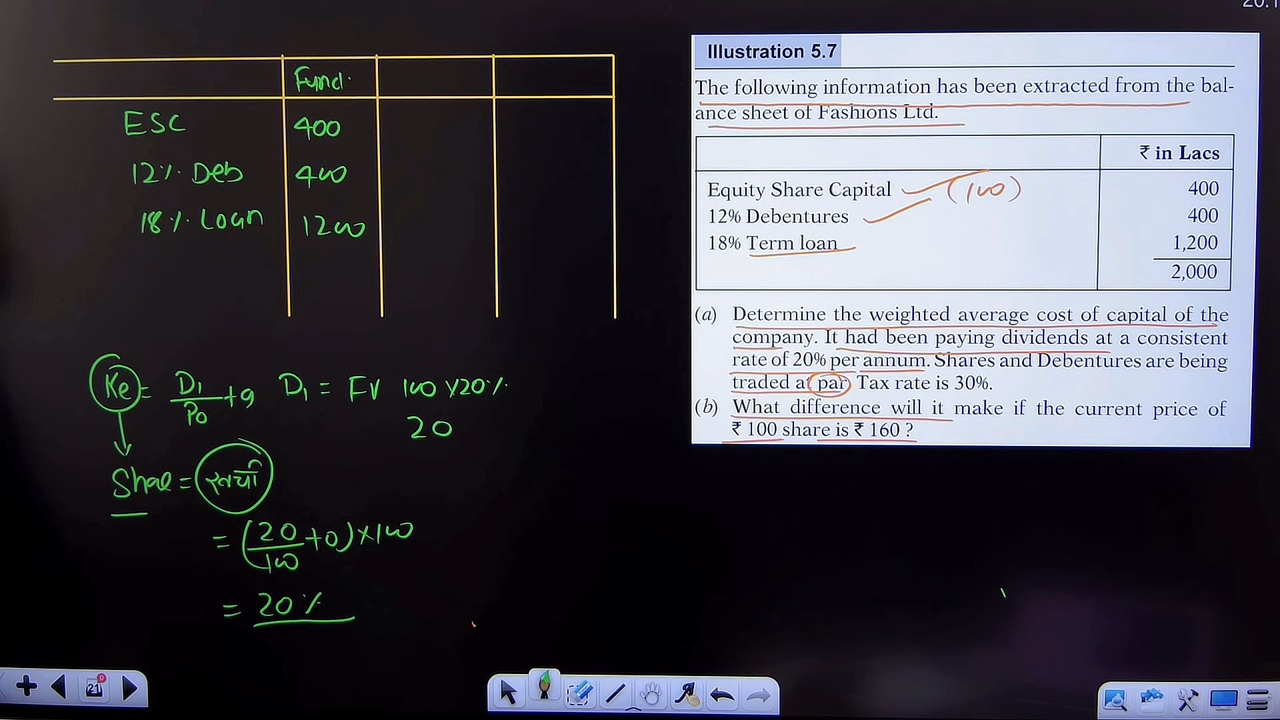 Fund.
ESC 400
12% Deb 400
18% Loan 1200
Ke = D1/P0 + g D1 = FV 100 × 20%
20
=
= (20/100 + 0) × 100
= 20%
Illustration 5.7
The following information has been extracted from the bal-
ance sheet of Fashions Ltd.
₹ in Lacs
Equity Share Capital (100) 400
12% Debentures 400
18% Term loan 1,200
2,000
(a) Determine the weighted average cost of capital of the
company. It had been paying dividends at a consistent
rate of 20% per annum. Shares and Debentures are being
traded at par. Tax rate is 30%.
(b) What difference will it make if the current price of
₹ 100 share is ₹ 160 ?
21